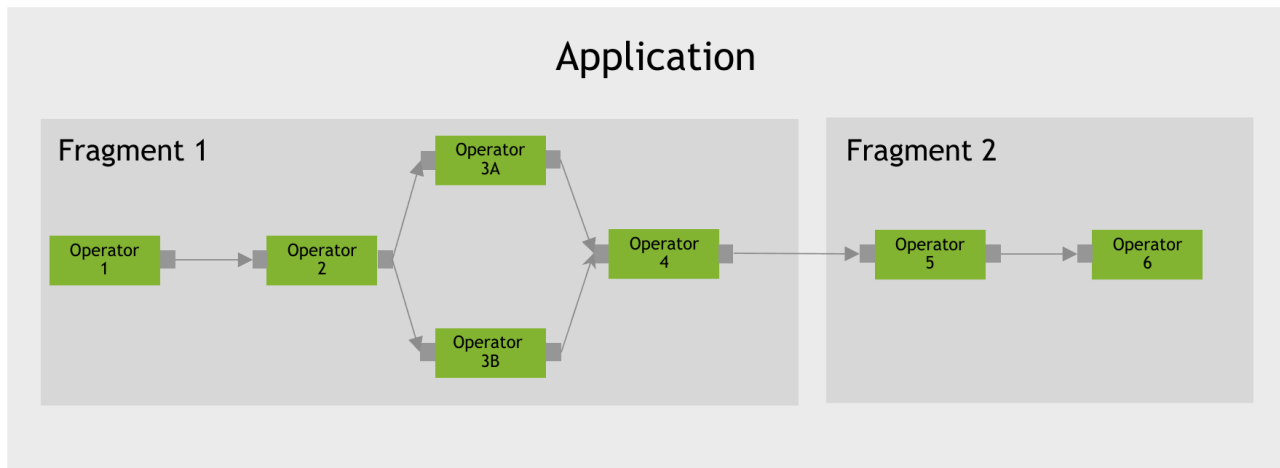 Application
Fragment 1
Operator
1
Operator
2
Operator
3A
Operator
3B
Operator
4
Fragment 2
Operator
5
Operator
6